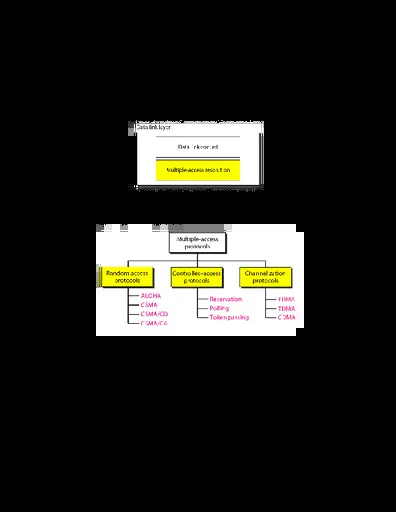 Data link layer
Data link control
Multiple-access resolution
Multiple-access
protocols
Random access
protocols
Controlled-access
protocols
Channelization
protocols
ALOHA
CSMA
CSMA/CD
CSMA/CA
Reservation
Polling
Token passing
FDMA
TDMA
CDMA